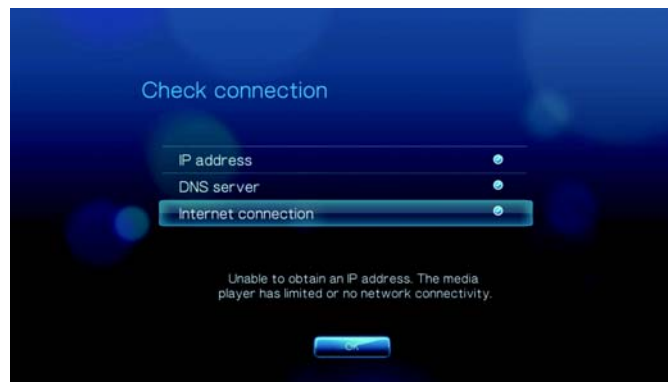 Check connection
IP address
DNS server
Internet connection
Unable to obtain an IP address. The media
player has limited or no network connectivity.
OK